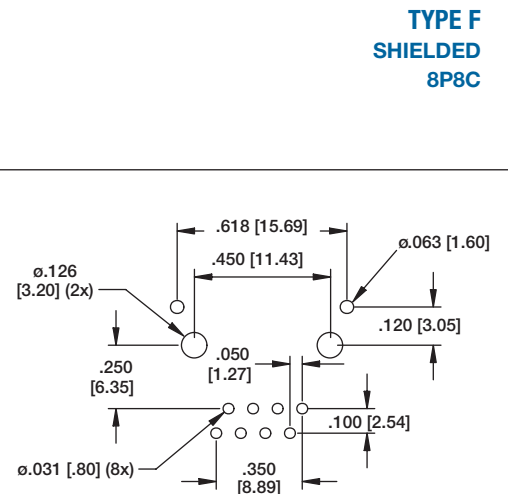 TYPE F
SHIELDED
8P8C
.618 [15.69]
ø.063 [1.60]
.450 [11.43]
ø.126
[3.20] (2x)
.120 [3.05]
.050
[1.27]
.250
[6.35]
.100 [2.54]
ø.031 [.80] (8x)
.350
[8.89]